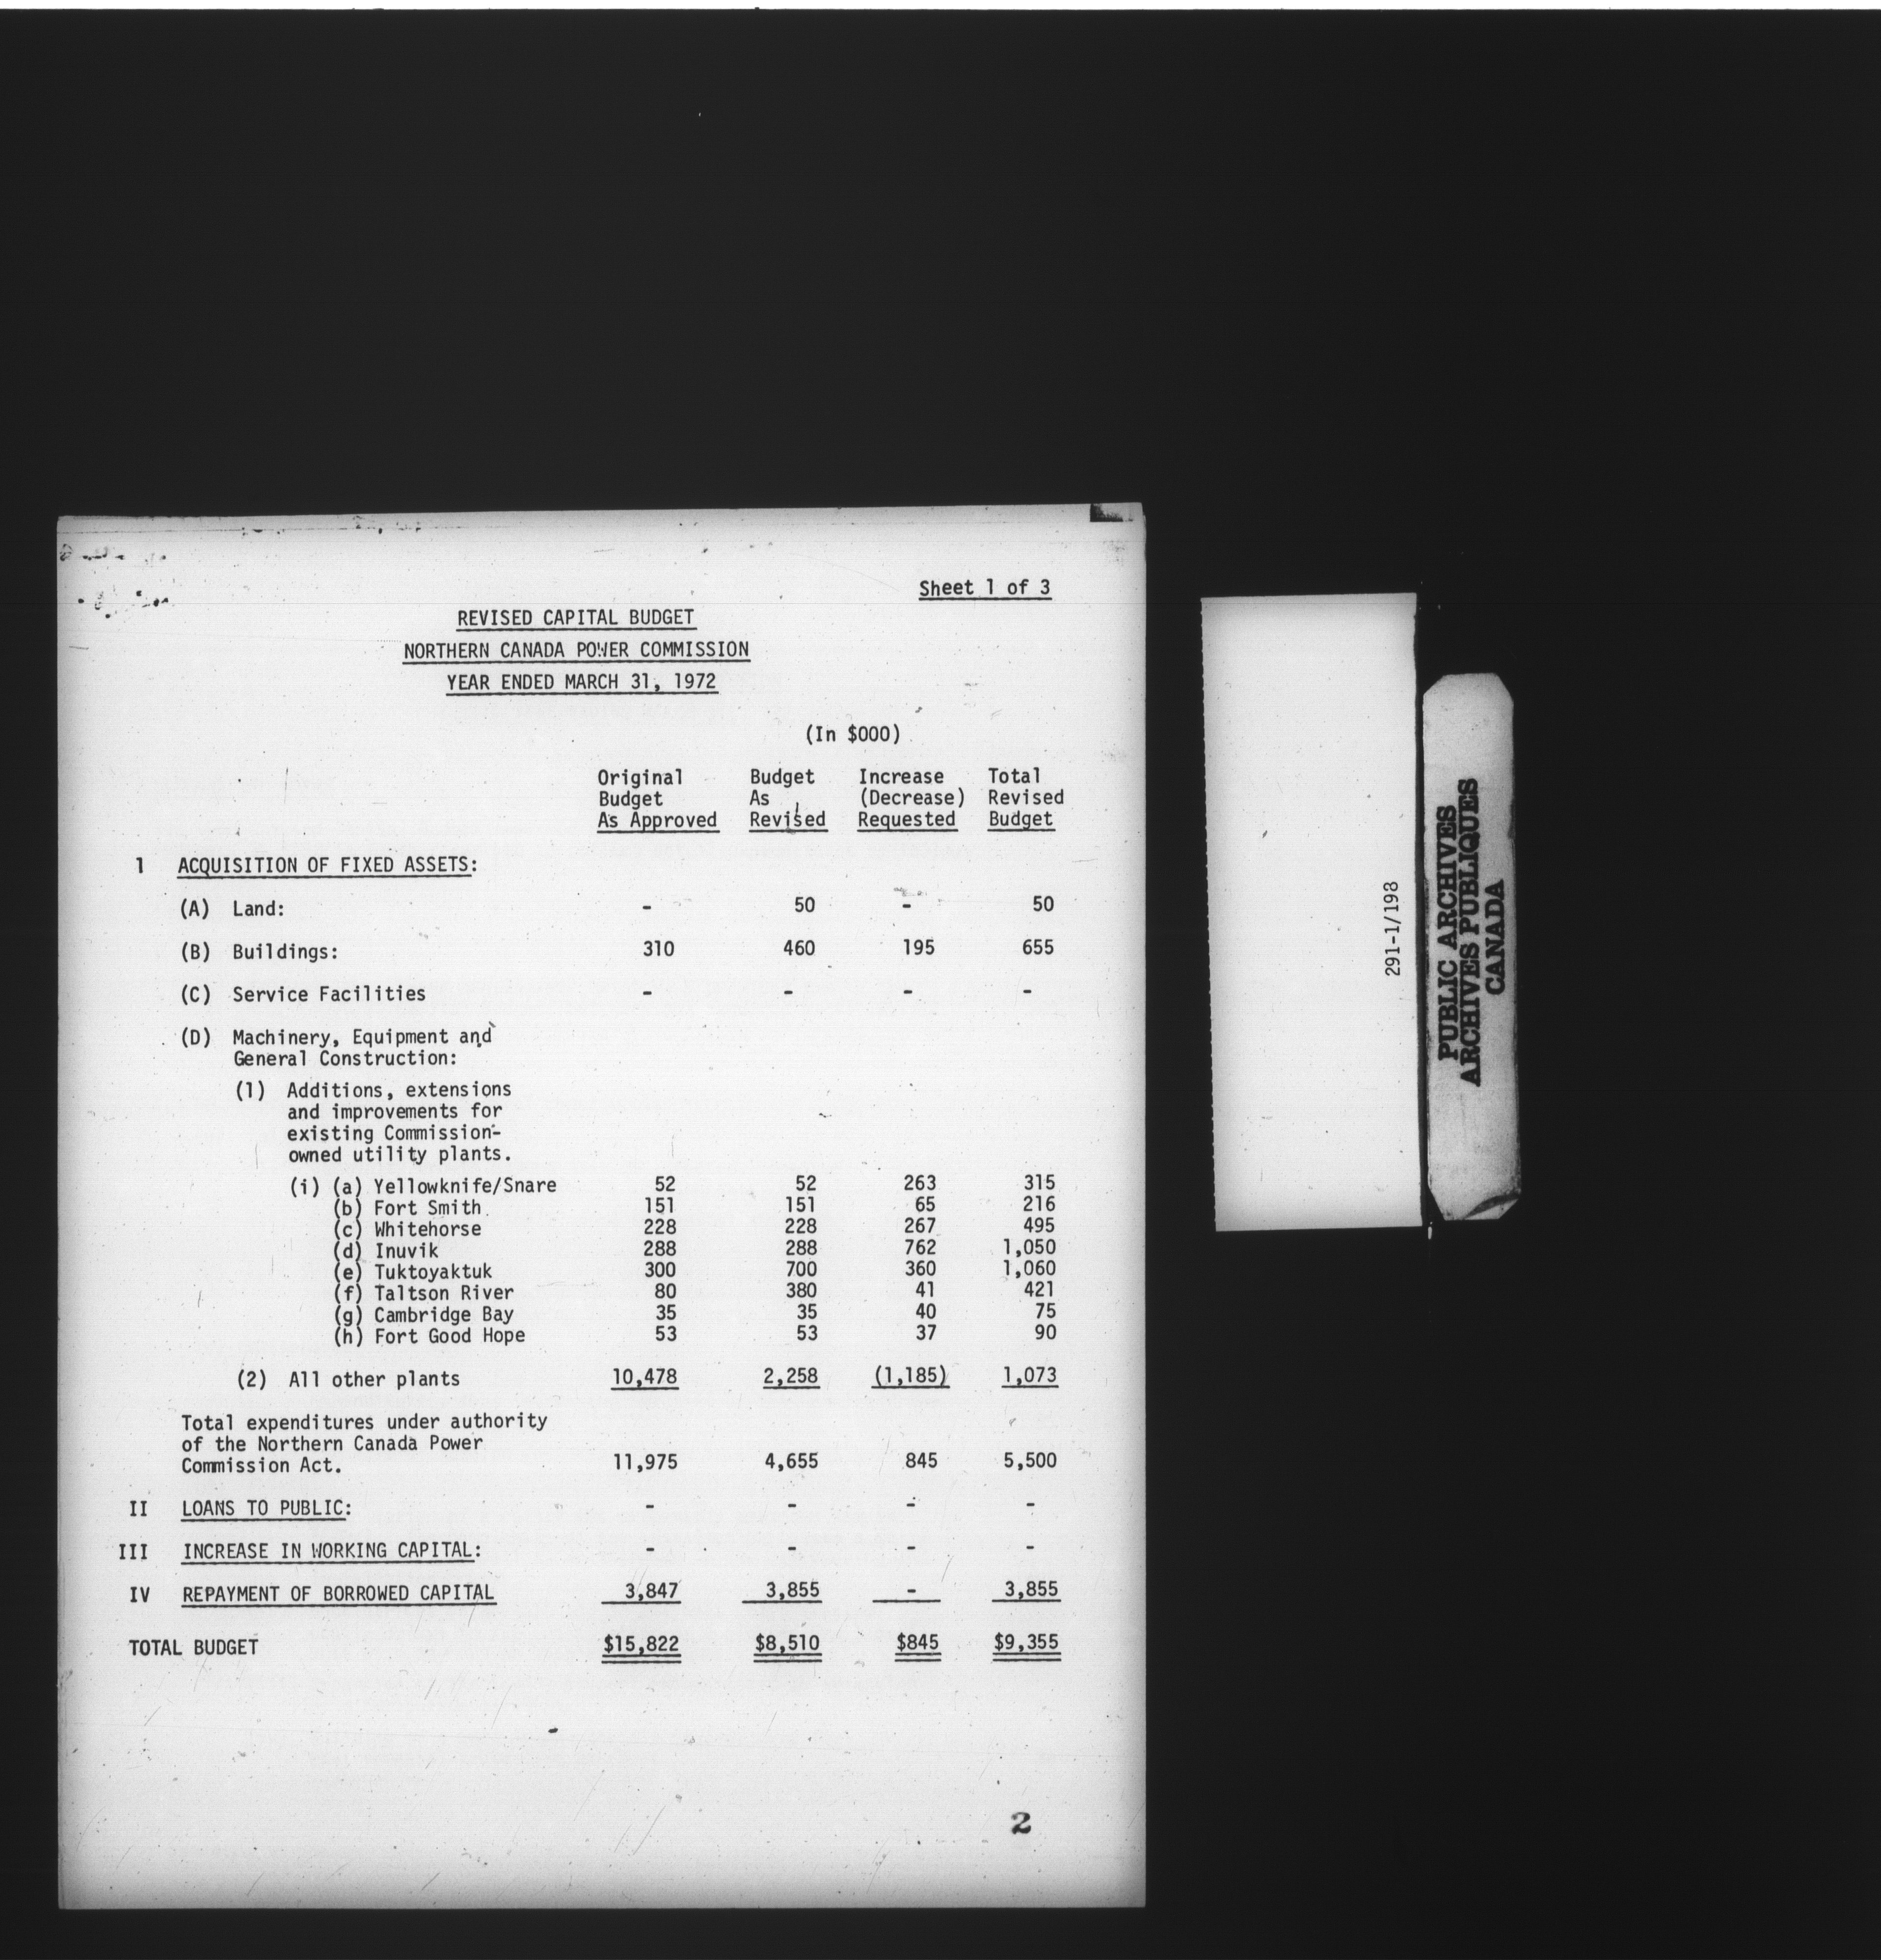 Sheet 1 of 3
REVISED CAPITAL BUDGET
NORTHERN CANADA POWER COMMISSION
YEAR ENDED MARCH 31, 1972
(In $000)
Original Budget Increase Total
Budget As (Decrease) Revised
As Approved Revised Requested Budget
1 ACQUISITION OF FIXED ASSETS:
(A) Land: - 50 - 50
(B) Buildings: 310 460 195 655
(C) Service Facilities - - - -
(D) Machinery, Equipment and
General Construction:
(1) Additions, extensions
and improvements for
existing Commission-
owned utility plants.
(i) (a) Yellowknife/Snare 52 52 263 315
(b) Fort Smith 151 151 65 216
(c) Whitehorse 228 228 267 495
(d) Inuvik 288 288 762 1,050
(e) Tuktoyaktuk 300 700 360 1,060
(f) Taltson River 80 380 41 421
(g) Cambridge Bay 35 35 40 75
(h) Fort Good Hope 53 53 37 90
(2) All other plants 10,478 2,258 (1,185) 1,073
Total expenditures under authority
of the Northern Canada Power
Commission Act. 11,975 4,655 845 5,500
II LOANS TO PUBLIC: - - - -
III INCREASE IN WORKING CAPITAL: - - - -
IV REPAYMENT OF BORROWED CAPITAL 3,847 3,855 - 3,855
TOTAL BUDGET $15,822 $8,510 $845 $9,355
2
291-1/198
PUBLIC ARCHIVES
ARCHIVES PUBLIQUES
CANADA